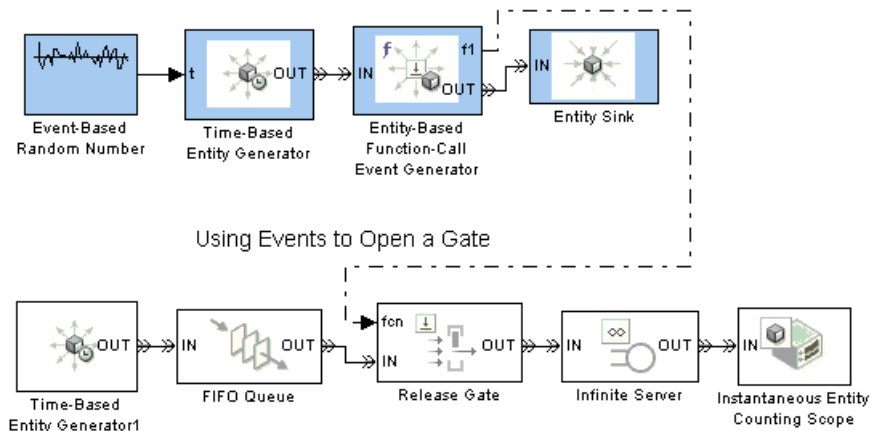 f
f1
t
OUT
IN
OUT
IN
Event-Based
Random Number
Time-Based
Entity Generator
Entity-Based
Function-Call
Event Generator
Entity Sink
Using Events to Open a Gate
fcn
OUT
IN
OUT
IN
OUT
IN
OUT
IN
∞
Time-Based
Entity Generator1
FIFO Queue
Release Gate
Infinite Server
Instantaneous Entity
Counting Scope